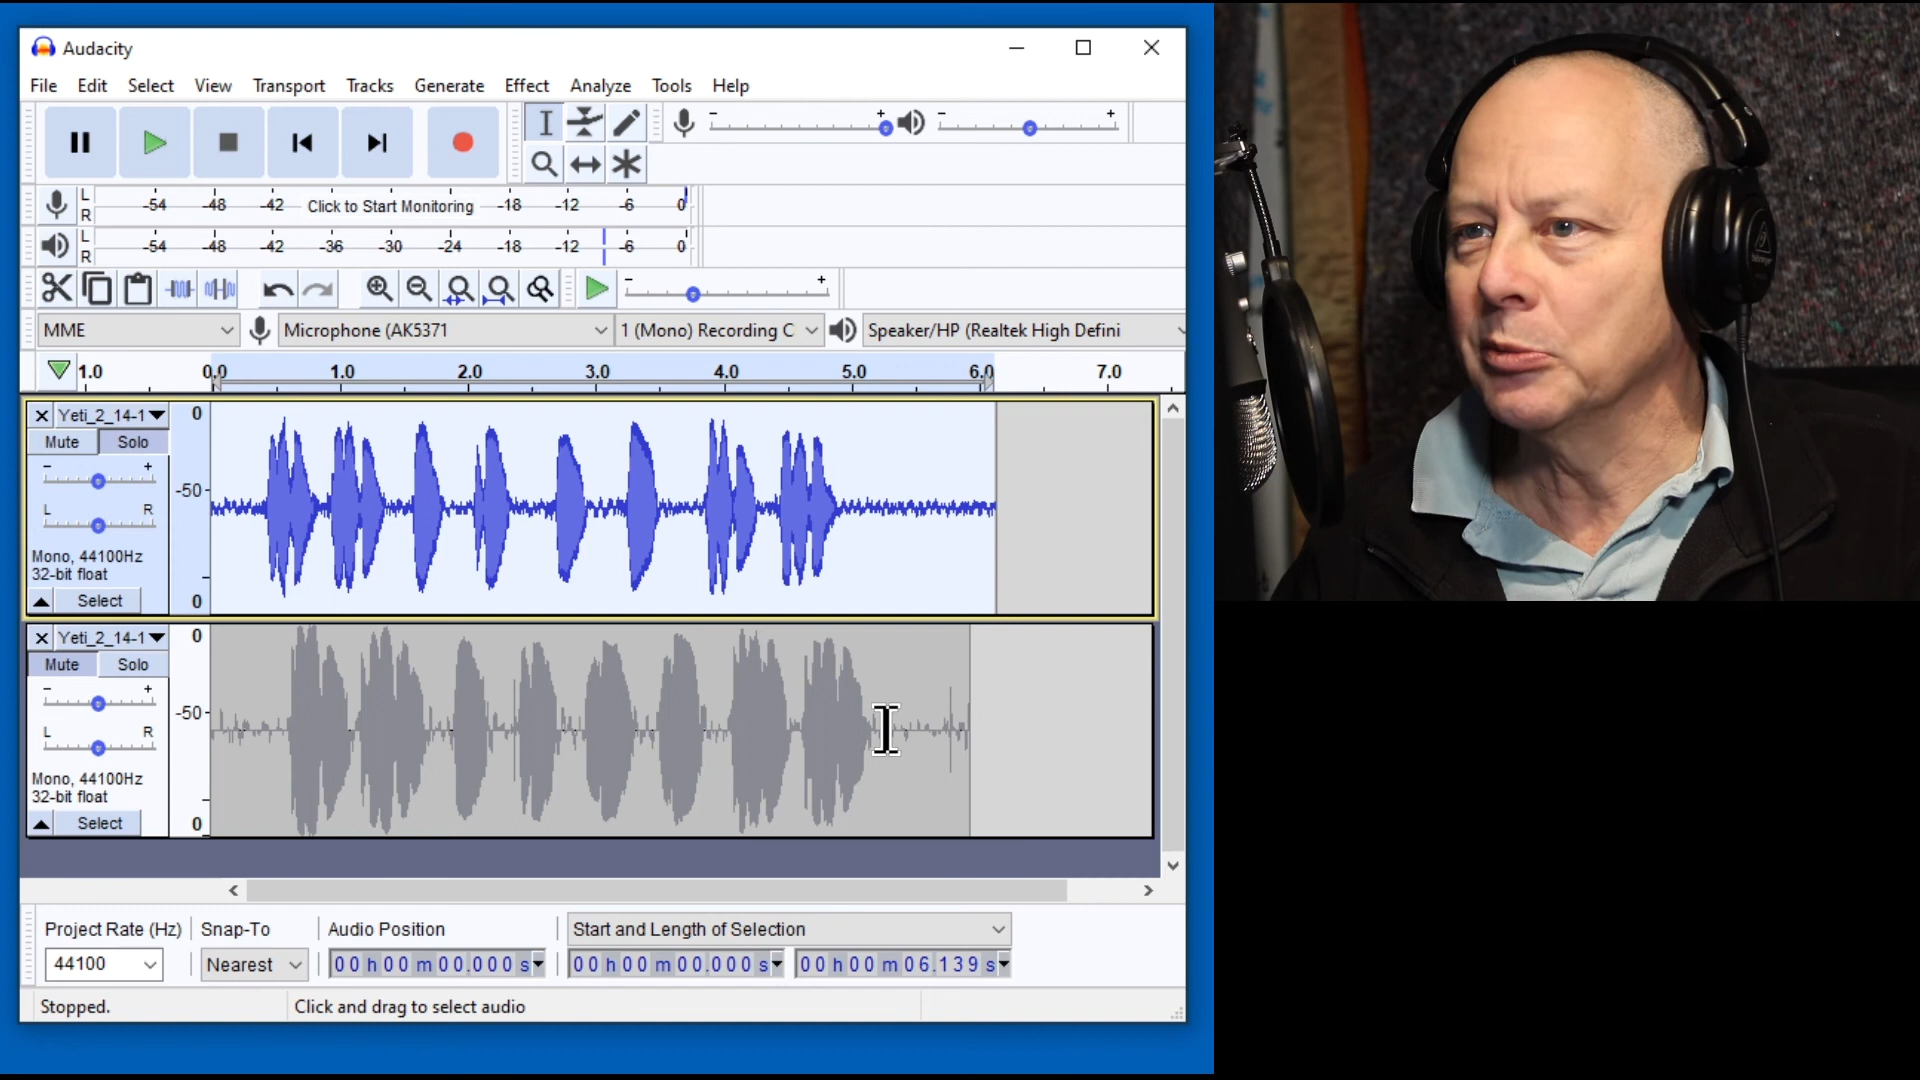 Audacity
File Edit Select View Transport Tracks Generate Effect Analyze Tools Help
- + - +
L R -54 -48 -42 Click to Start Monitoring -18 -12 -6 0
L R -54 -48 -42 -36 -30 -24 -18 -12 -6 0
- +
MME Microphone (AK5371 1 (Mono) Recording C Speaker/HP (Realtek High Defini
1.0 0.0 1.0 2.0 3.0 4.0 5.0 6.0 7.0
Yeti_2_14-1 0
Mute Solo
- +
-50
L R
Mono, 44100Hz
32-bit float
Select 0
Yeti_2_14-1 0
Mute Solo
- +
-50
L R
Mono, 44100Hz
32-bit float
Select 0
Project Rate (Hz) Snap-To Audio Position Start and Length of Selection
44100 Nearest 00 h 00 m 00.000 s 00 h 00 m 00.000 s 00 h 00 m 06.139 s
Stopped. Click and drag to select audio